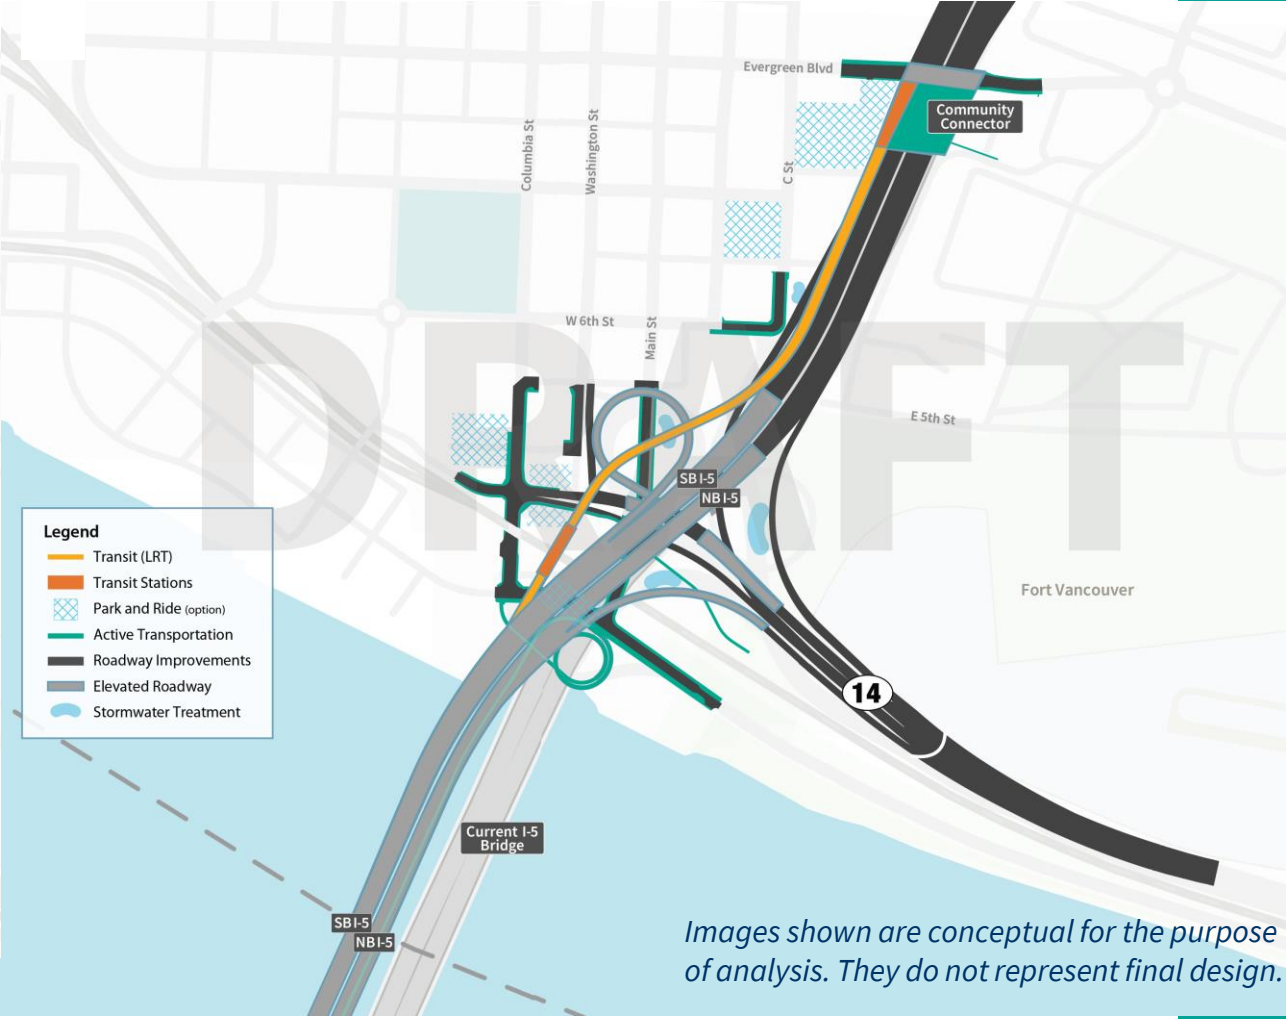 Evergreen Blvd
Community
Connector
Columbia St
Washington St
C St
W 6th St
Main St
DRAFT
E 5th St
SB I-5
NB I-5
Legend
Transit (LRT)
Transit Stations
Park and Ride (option)
Active Transportation
Roadway Improvements
Elevated Roadway
Stormwater Treatment
Fort Vancouver
14
Current I-5
Bridge
SB I-5
NB I-5
Images shown are conceptual for the purpose
of analysis. They do not represent final design.